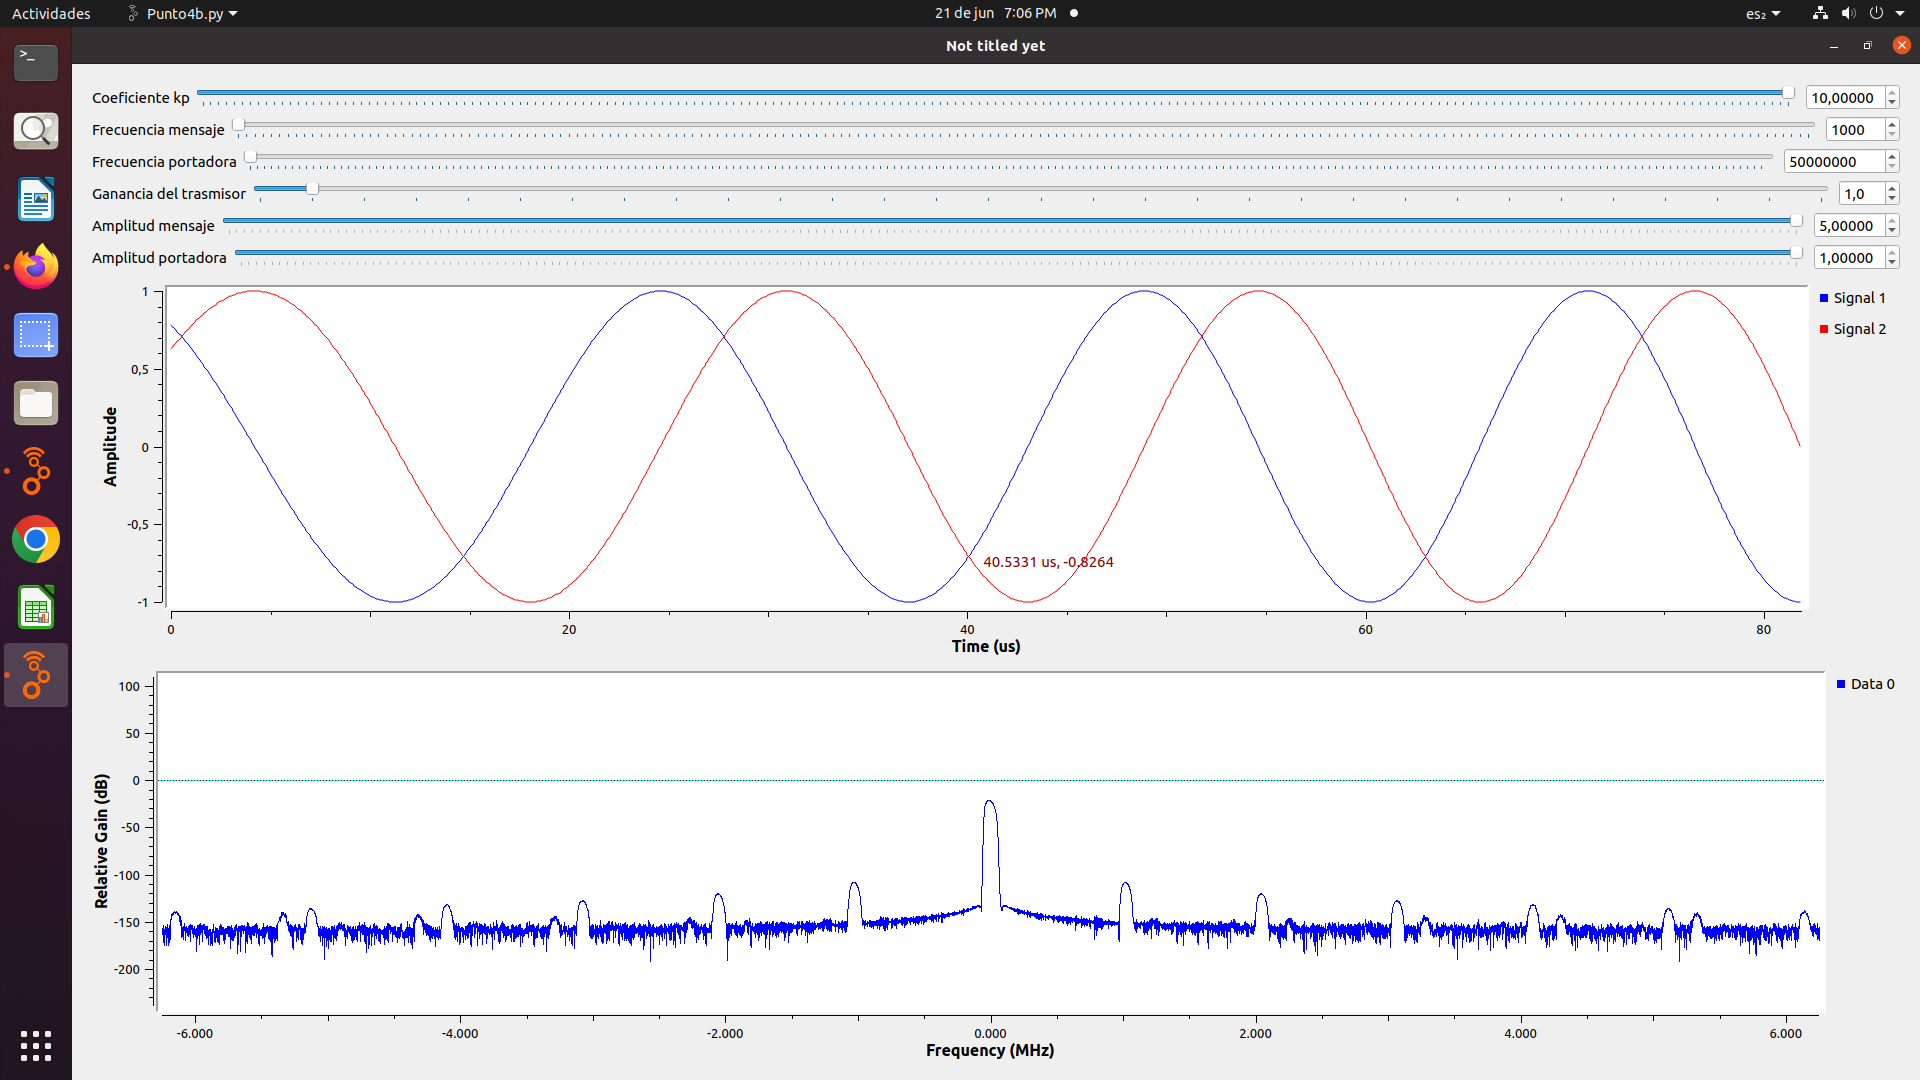 Actividades Punto4b.py 21 de jun 7:06 PM es₂
Not titled yet
>_
Coeficiente kp 10,00000
Frecuencia mensaje 1000
Frecuencia portadora 50000000
Ganancia del trasmisor 1,0
Amplitud mensaje 5,00000
Amplitud portadora 1,00000
1
0,5
0
-0,5
-1
Amplitude
Signal 1
Signal 2
40.5331 us, -0.8264
0 20 40 60 80
Time (us)
100
50
0
-50
-100
-150
-200
Relative Gain (dB)
Data 0
-6.000 -4.000 -2.000 0.000 2.000 4.000 6.000
Frequency (MHz)